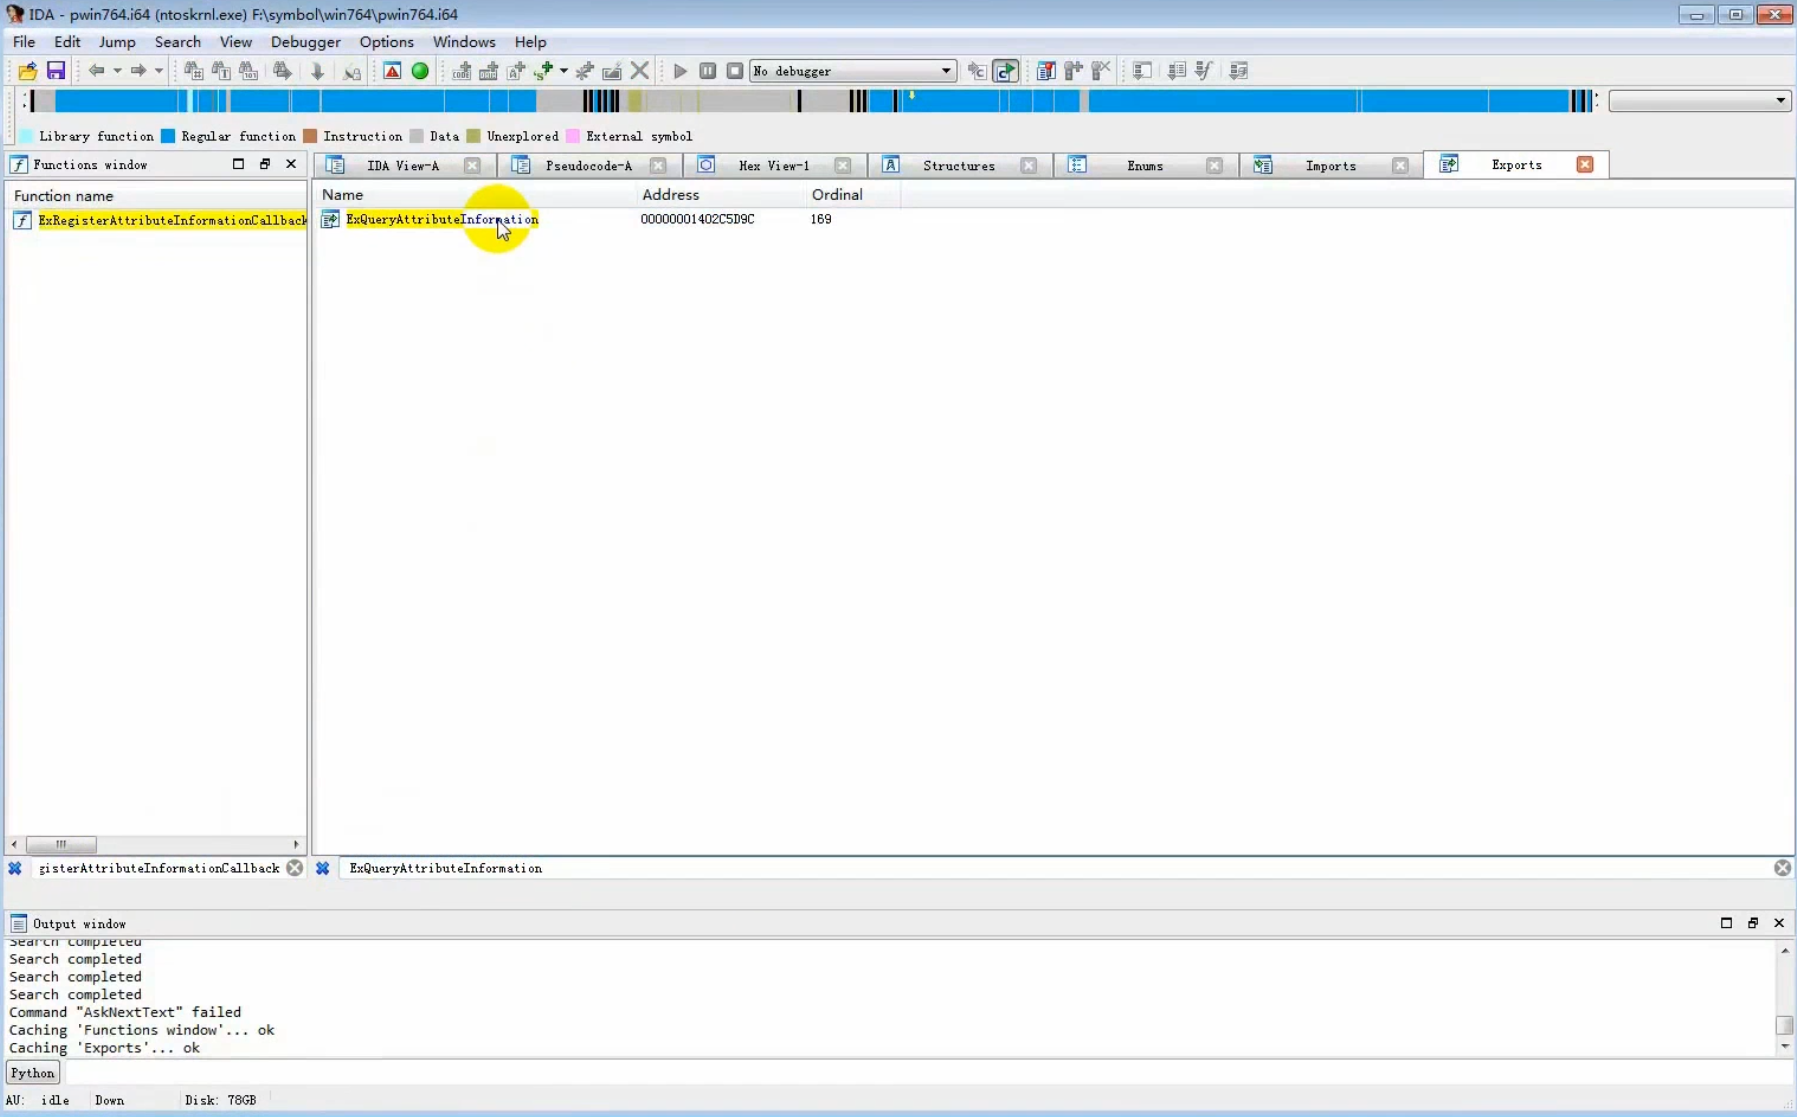 IDA - pwin764.i64 (ntoskrnl.exe) F:\symbol\win764\pwin764.i64
File Edit Jump Search View Debugger Options Windows Help
No debugger
Library function Regular function Instruction Data Unexplored External symbol
Functions window
IDA View-A Pseudocode-A Hex View-1 Structures Enums Imports Exports
Function name
ExRegisterAttributeInformationCallback
Name Address Ordinal
ExQueryAttributeInformation 00000001402C5D9C 169
gisterAttributeInformationCallback
ExQueryAttributeInformation
Output window
Search completed
Search completed
Search completed
Search completed
Command "AskNextText" failed
Caching 'Functions window'... ok
Caching 'Exports'... ok
Python
AU: idle Down Disk: 78GB